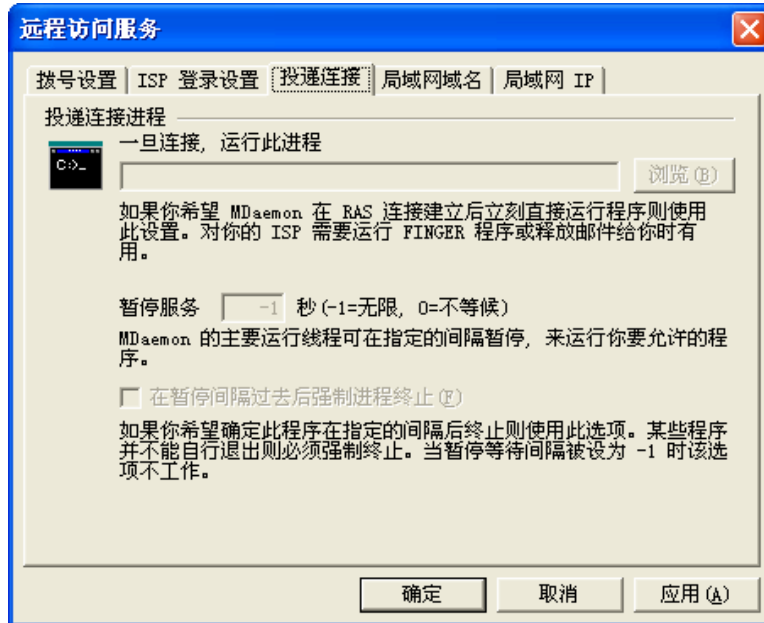 远程访问服务
拨号设置 ISP 登录设置 投递连接 局域网域名 局域网 IP
投递连接进程
一旦连接, 运行此进程
C:\_
浏览(B)
如果你希望 MDaemon 在 RAS 连接建立后立刻直接运行程序则使用
此设置。对你的 ISP 需要运行 FINGER 程序或释放邮件给你时有
用。
暂停服务 -1 秒(-1=无限, 0=不等候)
MDaemon 的主要运行线程可在指定的间隔暂停, 来运行你要允许的程
序。
在暂停间隔过去后强制进程终止(F)
如果你希望确定此程序在指定的间隔后终止则使用此选项。某些程序
并不能自行退出则必须强制终止。当暂停等待间隔被设为 -1 时该选
项不工作。
确定 取消 应用(A)